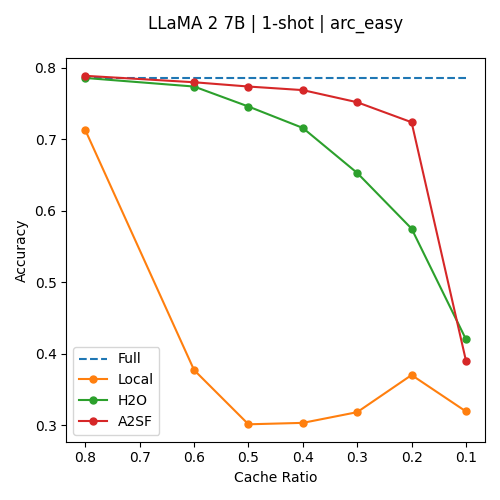 LLaMA 2 7B | 1-shot | arc_easy
0.8
0.7
0.6
0.5
0.4
0.3
Accuracy
Full
Local
H2O
A2SF
0.8 0.7 0.6 0.5 0.4 0.3 0.2 0.1
Cache Ratio